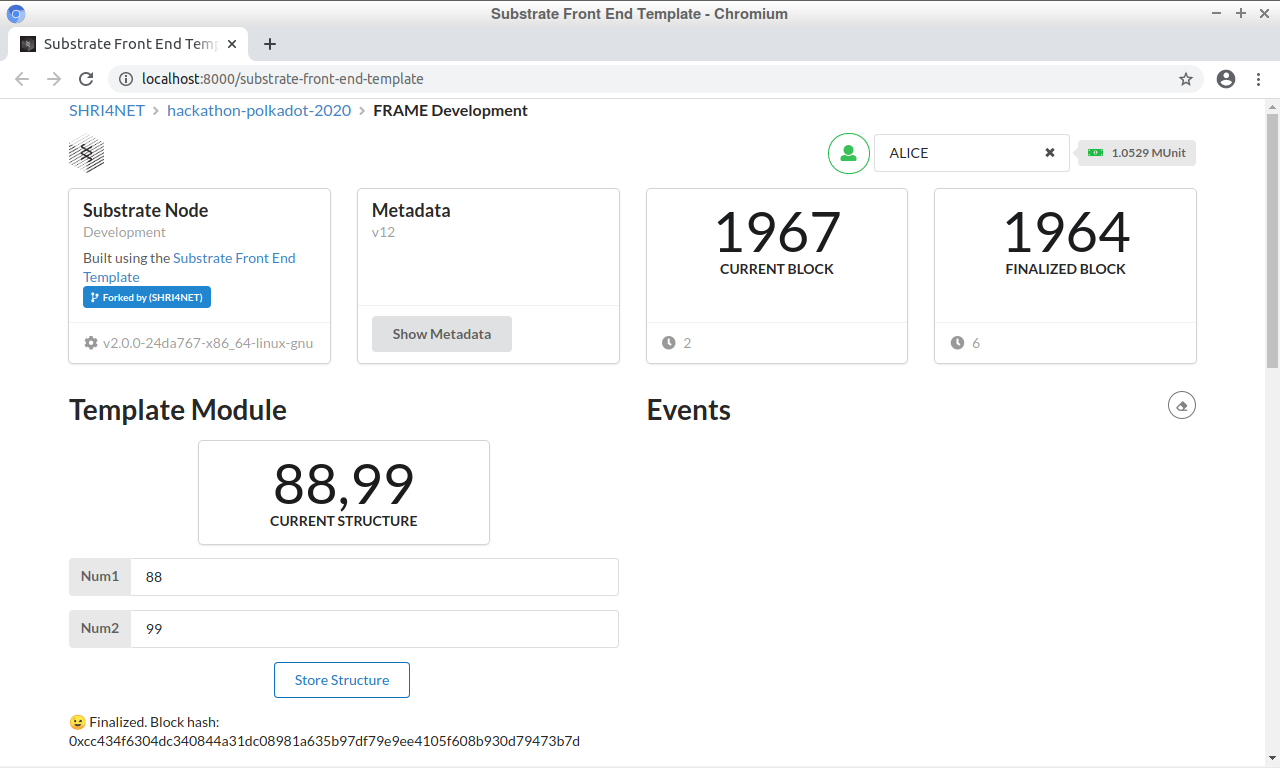 Substrate Front End Template - Chromium
Substrate Front End Temp
localhost:8000/substrate-front-end-template
SHRI4NET > hackathon-polkadot-2020 > FRAME Development
ALICE
1.0529 MUnit
Substrate Node
Development
Built using the Substrate Front End
Template
Forked by (SHRI4NET)
v2.0.0-24da767-x86_64-linux-gnu
Metadata
v12
Show Metadata
1967
CURRENT BLOCK
2
1964
FINALIZED BLOCK
6
Template Module
88,99
CURRENT STRUCTURE
Num1 88
Num2 99
Store Structure
😉 Finalized. Block hash:
0xcc434f6304dc340844a31dc08981a635b97df79e9ee4105f608b930d79473b7d
Events